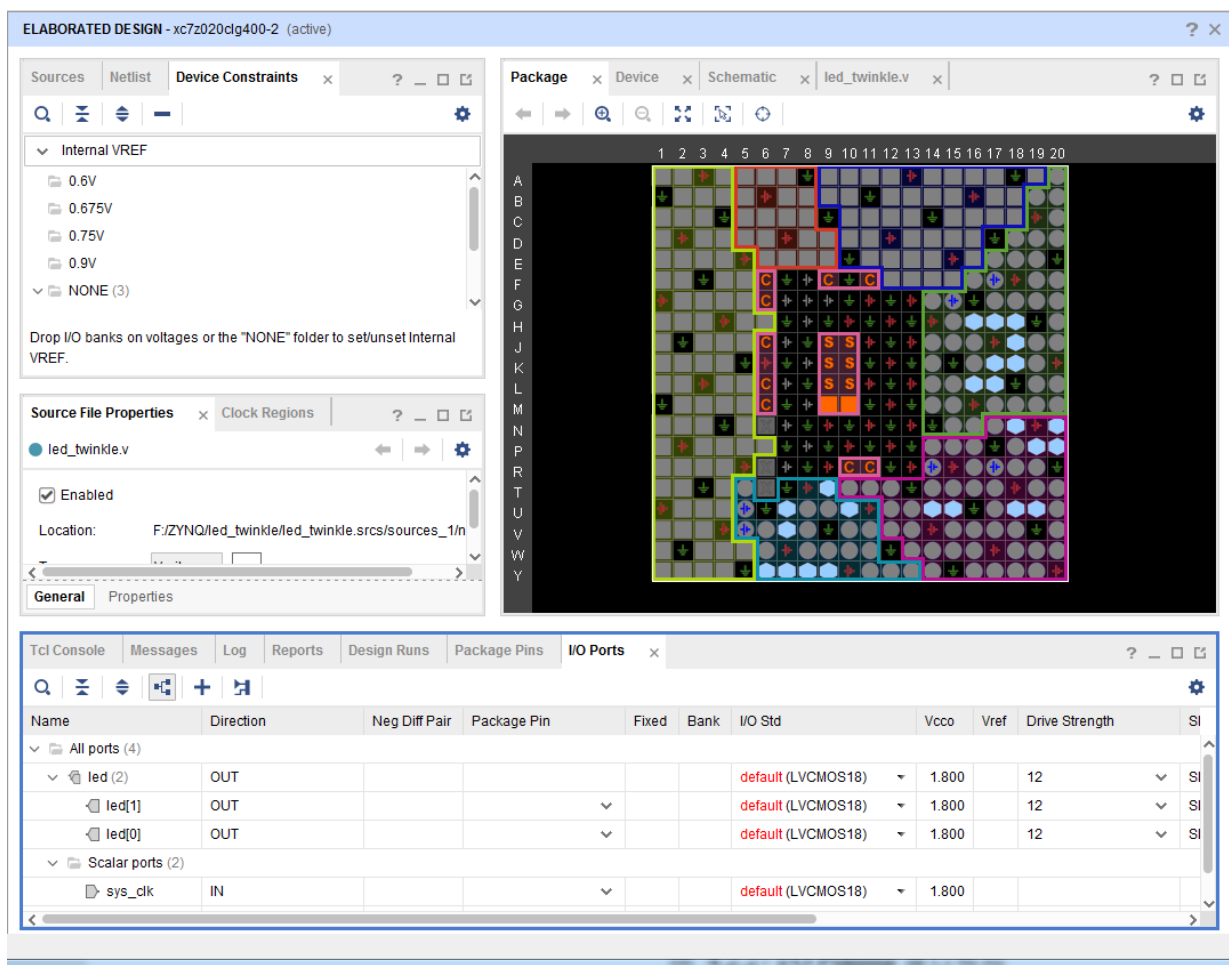 ELABORATED DESIGN - xc7z020clg400-2 (active)
Sources Netlist Device Constraints
Internal VREF
0.6V
0.675V
0.75V
0.9V
NONE (3)
Drop I/O banks on voltages or the "NONE" folder to set/unset Internal
VREF.
Source File Properties Clock Regions
led_twinkle.v
Enabled
Location: F:/ZYNQ/led_twinkle/led_twinkle.srcs/sources_1/n
General Properties
Package Device Schematic led_twinkle.v
1 2 3 4 5 6 7 8 9 10 11 12 13 14 15 16 17 18 19 20
A
B
C
D
E
F C C C
G C
H
J C S S
K S S
L C S S
M C
N
P
R C C
T
U
V
W
Y
Tcl Console Messages Log Reports Design Runs Package Pins I/O Ports
Name Direction Neg Diff Pair Package Pin Fixed Bank I/O Std Vcco Vref Drive Strength Sl
All ports (4)
led (2) OUT default (LVCMOS18) 1.800 12 Sl
led[1] OUT default (LVCMOS18) 1.800 12 Sl
led[0] OUT default (LVCMOS18) 1.800 12 Sl
Scalar ports (2)
sys_clk IN default (LVCMOS18) 1.800